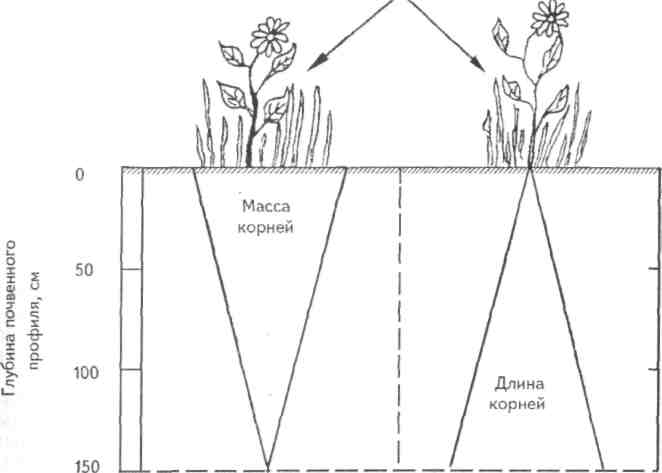 0
Масса
корней
50
100
Длина
корней
150
Глубина почвенного
профиля, см